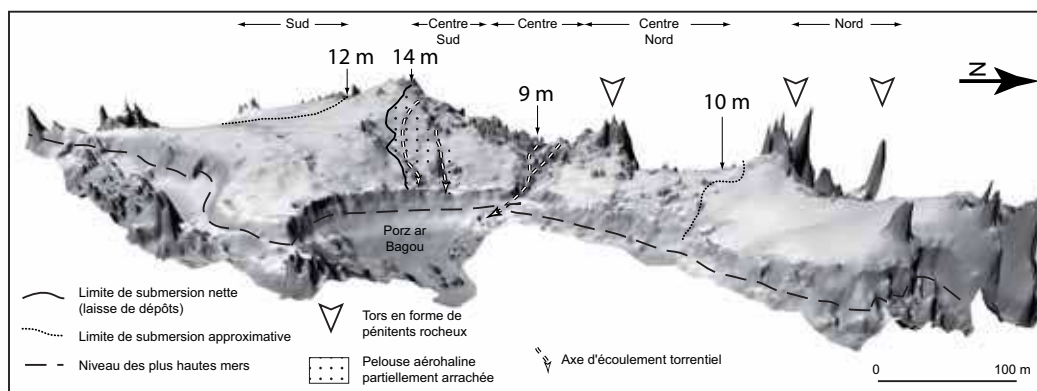 Sud
Centre
Sud
Centre
Centre
Nord
Nord
12 m
14 m
9 m
10 m
N
Porz ar
Bagou
Limite de submersion nette
(laisse de dépôts)
Limite de submersion approximative
Niveau des plus hautes mers
Tors en forme de
pénitents rocheux
Pelouse aérohaline
partiellement arrachée
Axe d'écoulement torrentiel
0 100 m